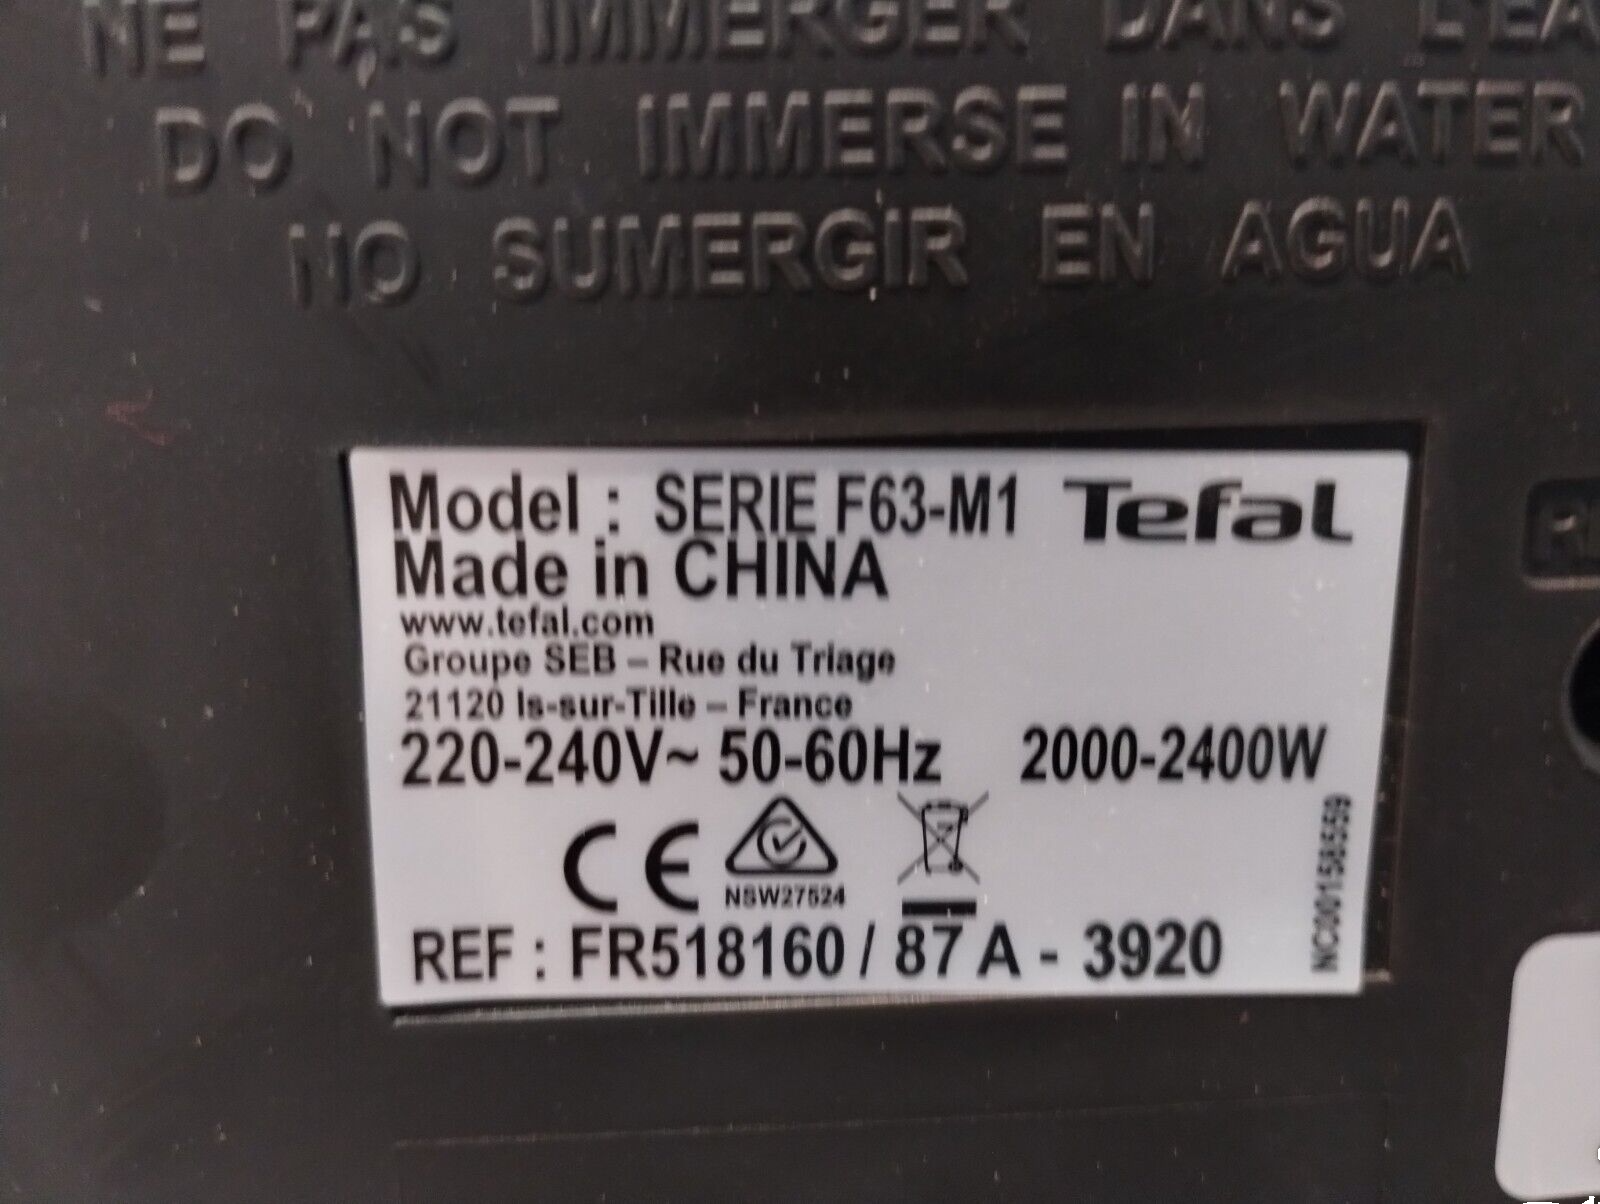 NE PAS IMMERGER DANS L'EA
DO NOT IMMERSE IN WATER
NO SUMERGIR EN AGUA
Model : SERIE F63-M1 Tefal
Made in CHINA
www.tefal.com
Groupe SEB – Rue du Triage
21120 Is-sur-Tille – France
220-240V~ 50-60Hz 2000-2400W
CE
NSW27524
REF : FR518160 / 87 A - 3920
NC00158559